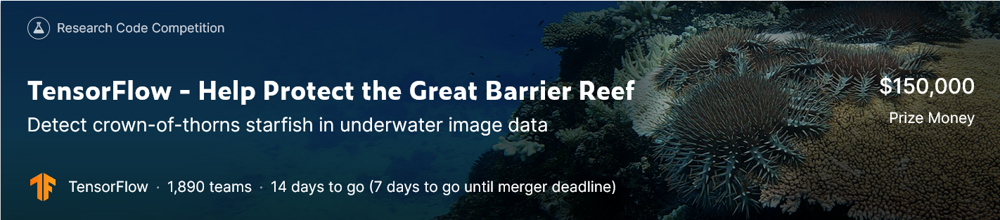 Research Code Competition
TensorFlow - Help Protect the Great Barrier Reef
$150,000
Detect crown-of-thorns starfish in underwater image data
Prize Money
TensorFlow · 1,890 teams · 14 days to go (7 days to go until merger deadline)